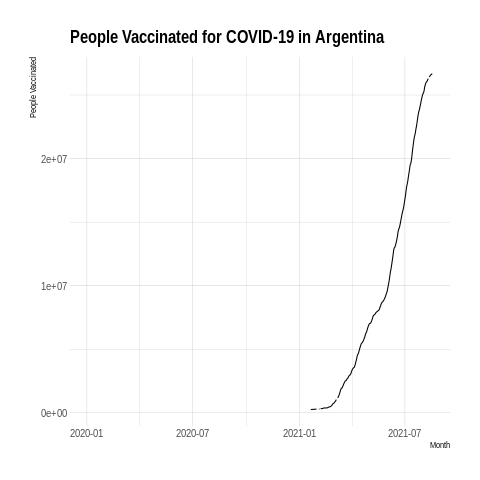 People Vaccinated for COVID-19 in Argentina
People Vaccinated
2e+07
1e+07
0e+00
2020-01 2020-07 2021-01 2021-07
Month